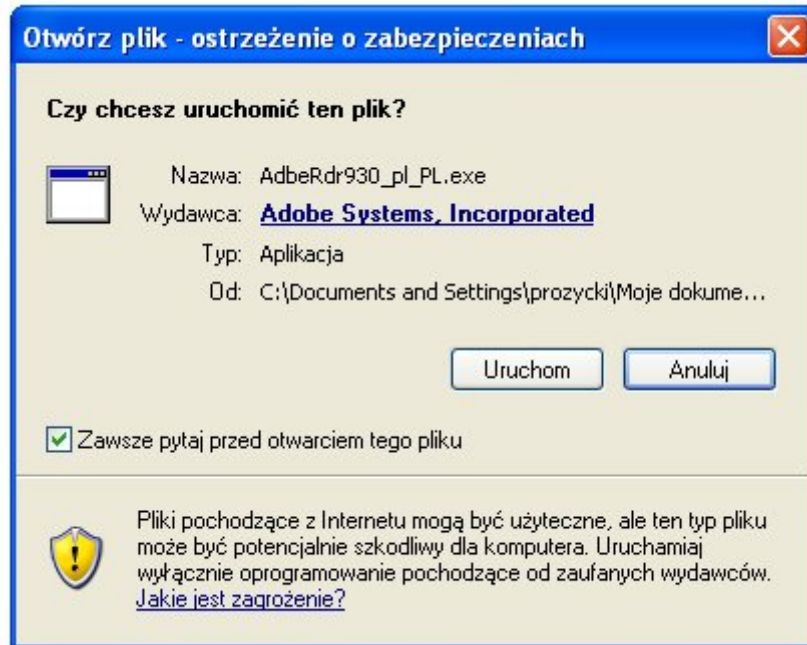 Otwórz plik - ostrzeżenie o zabezpieczeniach
Czy chcesz uruchomić ten plik?
Nazwa: AdbeRdr930_pl_PL.exe
Wydawca: Adobe Systems, Incorporated
Typ: Aplikacja
Od: C:\Documents and Settings\prozycki\Moje dokume...
Uruchom Anuluj
Zawsze pytaj przed otwarciem tego pliku
Pliki pochodzące z Internetu mogą być użyteczne, ale ten typ pliku
może być potencjalnie szkodliwy dla komputera. Uruchamiaj
wyłącznie oprogramowanie pochodzące od zaufanych wydawców.
Jakie jest zagrożenie?